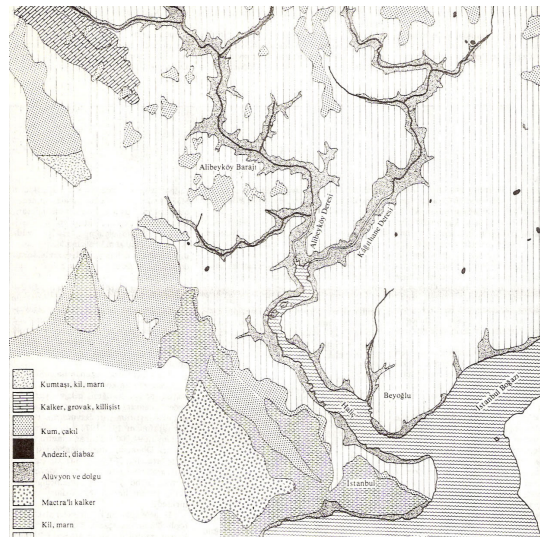 Alibeyköy Barajı
Alibeyköy Deresi
Kâğıthane Deresi
Haliç
Beyoğlu
İstanbul Boğazı
İstanbul
Kumtaşı, kil, marn
Kalker, grovak, killişist
Kum, çakıl
Andezit, diabaz
Alüvyon ve dolgu
Mactra'lı kalker
Kil, marn